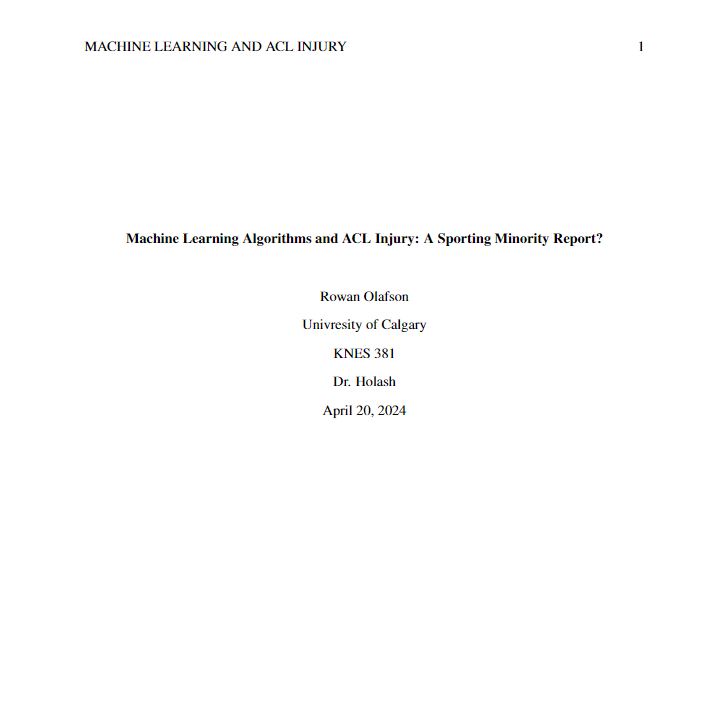 MACHINE LEARNING AND ACL INJURY 1
Machine Learning Algorithms and ACL Injury: A Sporting Minority Report?
Rowan Olafson
Univresity of Calgary
KNES 381
Dr. Holash
April 20, 2024